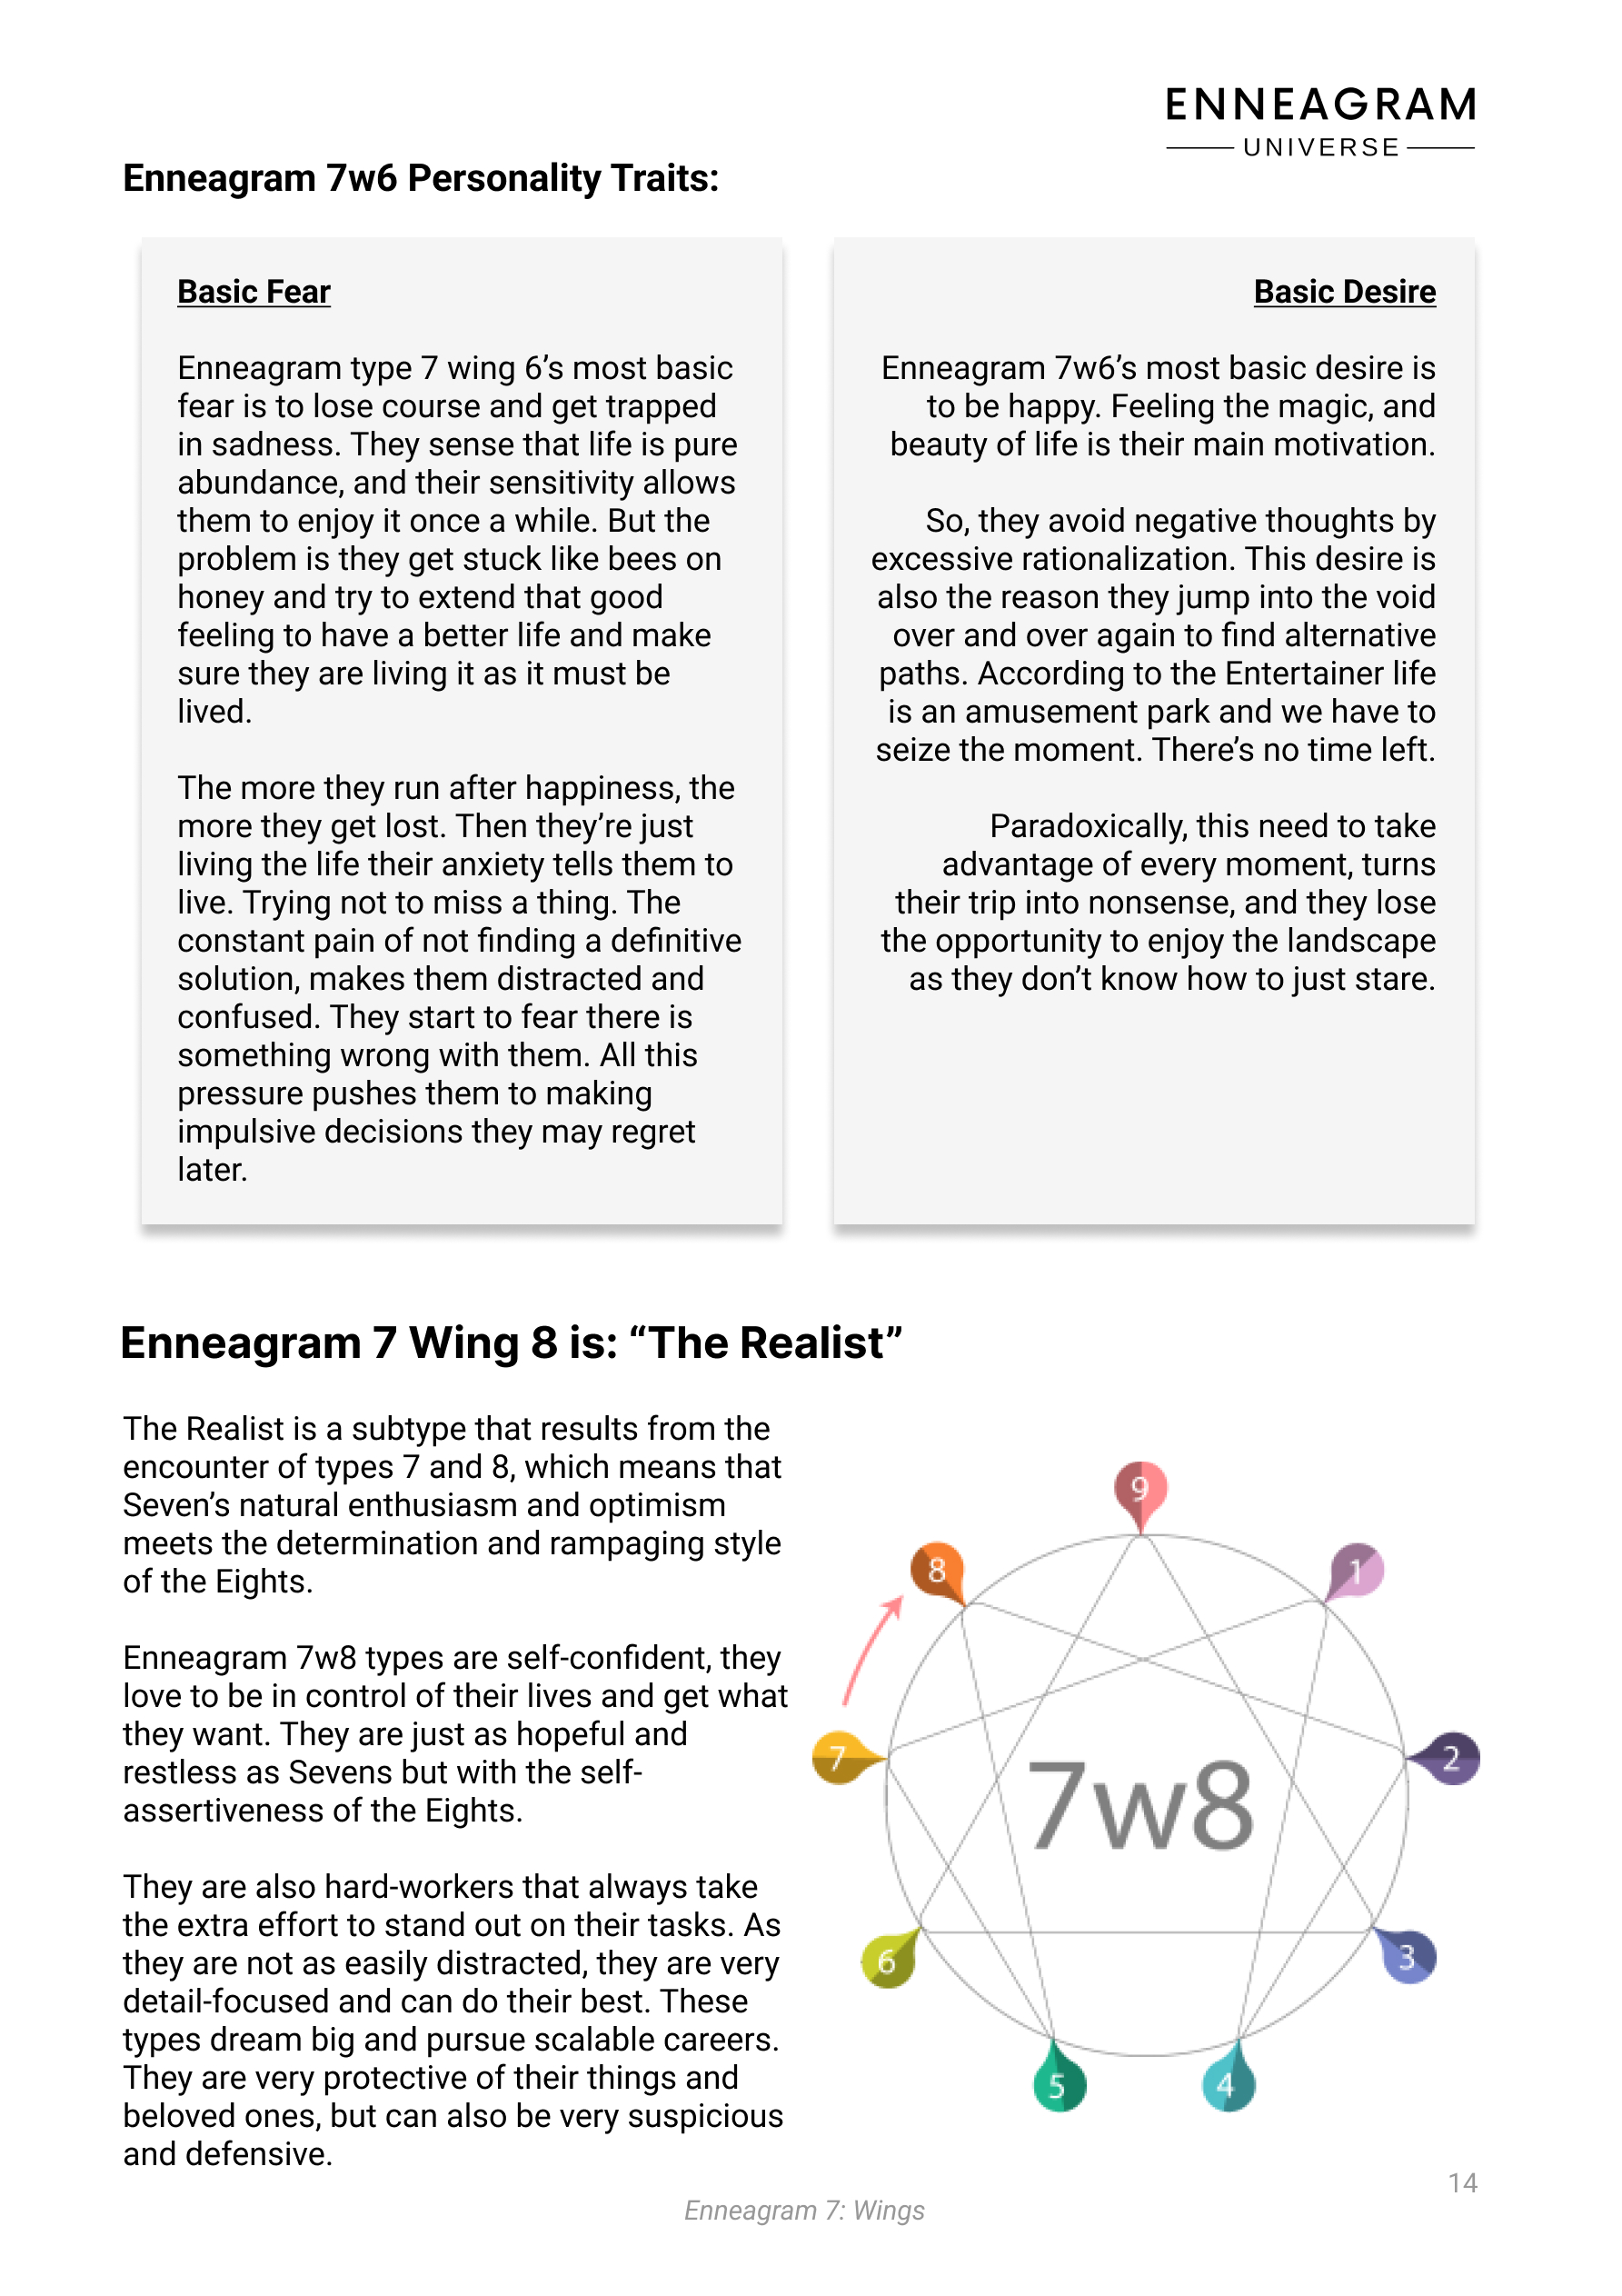 ENNEAGRAM
UNIVERSE
Enneagram 7w6 Personality Traits:
Basic Fear
Enneagram type 7 wing 6’s most basic
fear is to lose course and get trapped
in sadness. They sense that life is pure
abundance, and their sensitivity allows
them to enjoy it once a while. But the
problem is they get stuck like bees on
honey and try to extend that good
feeling to have a better life and make
sure they are living it as it must be
lived.
The more they run after happiness, the
more they get lost. Then they’re just
living the life their anxiety tells them to
live. Trying not to miss a thing. The
constant pain of not finding a definitive
solution, makes them distracted and
confused. They start to fear there is
something wrong with them. All this
pressure pushes them to making
impulsive decisions they may regret
later.
Basic Desire
Enneagram 7w6’s most basic desire is
to be happy. Feeling the magic, and
beauty of life is their main motivation.
So, they avoid negative thoughts by
excessive rationalization. This desire is
also the reason they jump into the void
over and over again to find alternative
paths. According to the Entertainer life
is an amusement park and we have to
seize the moment. There’s no time left.
Paradoxically, this need to take
advantage of every moment, turns
their trip into nonsense, and they lose
the opportunity to enjoy the landscape
as they don’t know how to just stare.
Enneagram 7 Wing 8 is: “The Realist”
The Realist is a subtype that results from the
encounter of types 7 and 8, which means that
Seven’s natural enthusiasm and optimism
meets the determination and rampaging style
of the Eights.
Enneagram 7w8 types are self-confident, they
love to be in control of their lives and get what
they want. They are just as hopeful and
restless as Sevens but with the self-
assertiveness of the Eights.
They are also hard-workers that always take
the extra effort to stand out on their tasks. As
they are not as easily distracted, they are very
detail-focused and can do their best. These
types dream big and pursue scalable careers.
They are very protective of their things and
beloved ones, but can also be very suspicious
and defensive.
9
8
1
7
2
7w8
6
3
5
4
14
Enneagram 7: Wings